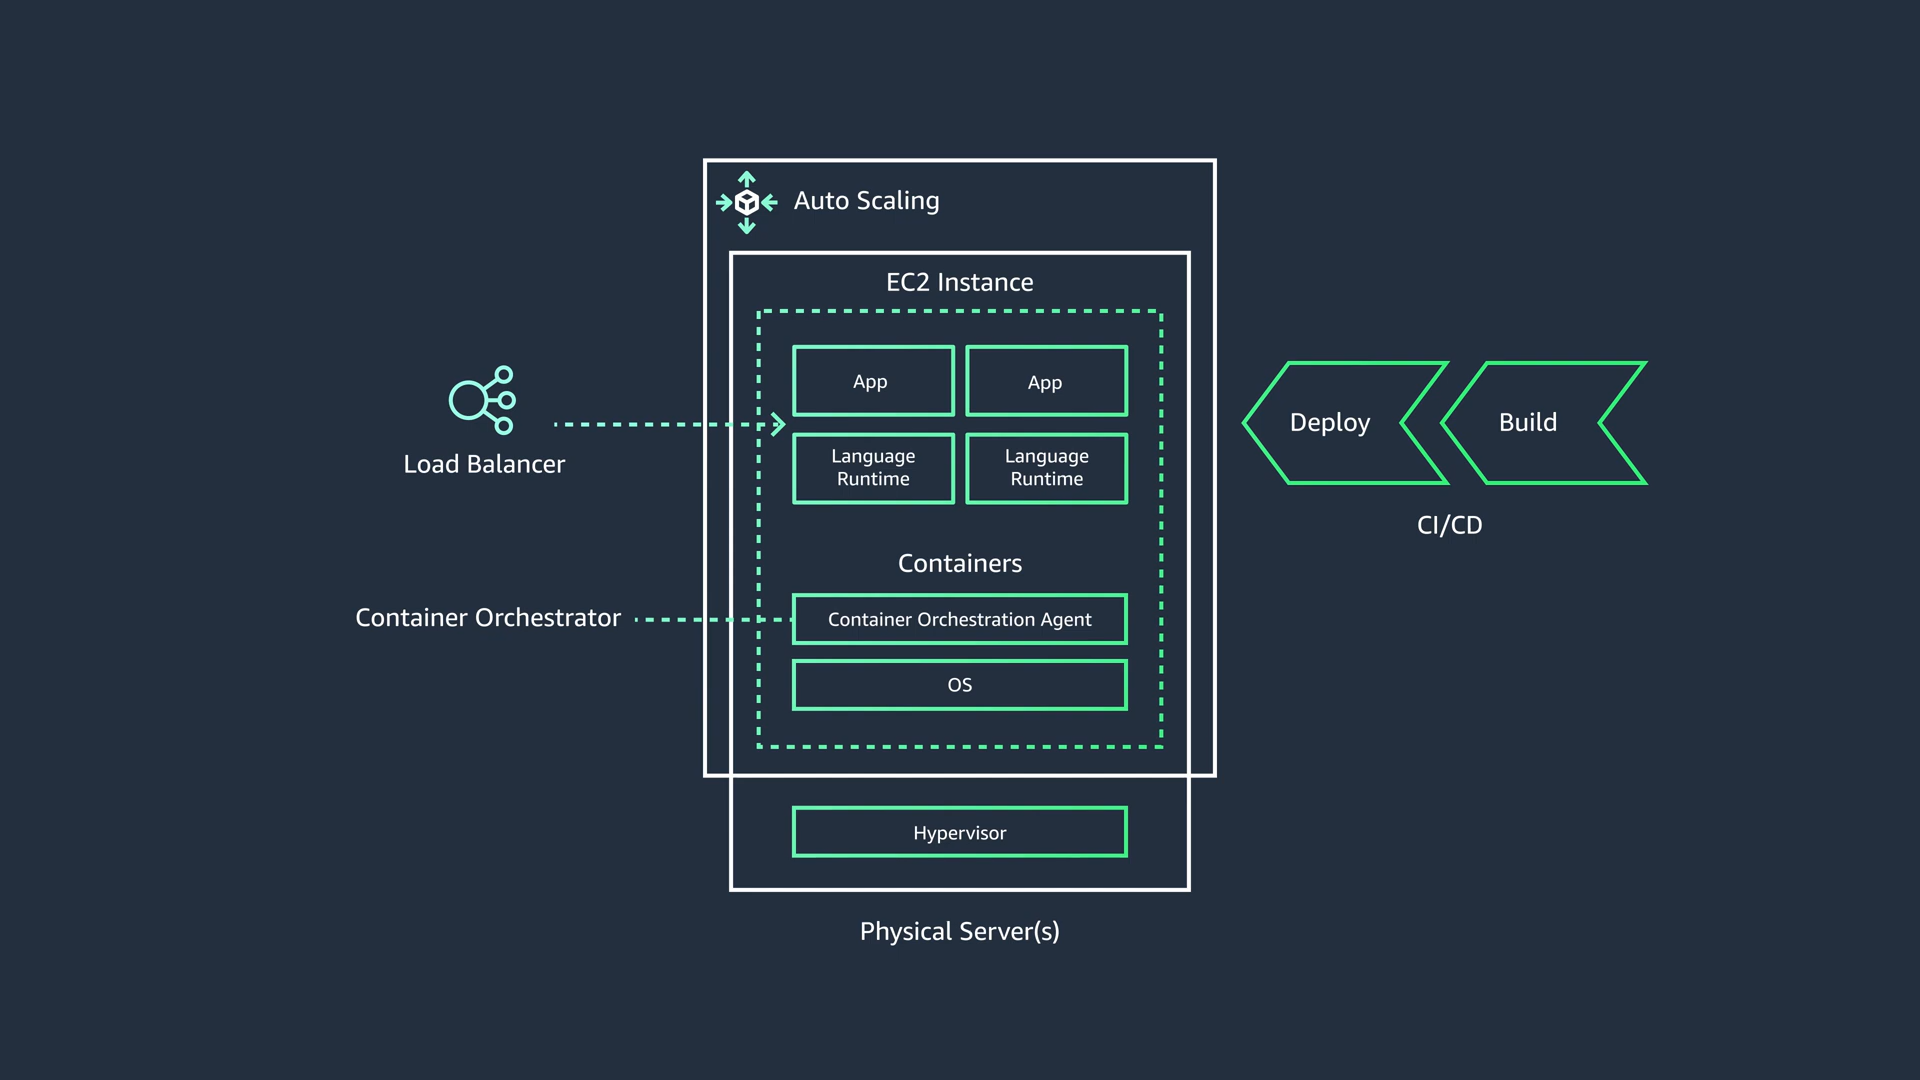 Auto Scaling
EC2 Instance
App
App
Language
Runtime
Language
Runtime
Containers
Container Orchestration Agent
OS
Hypervisor
Physical Server(s)
Load Balancer
Container Orchestrator
Deploy
Build
CI/CD